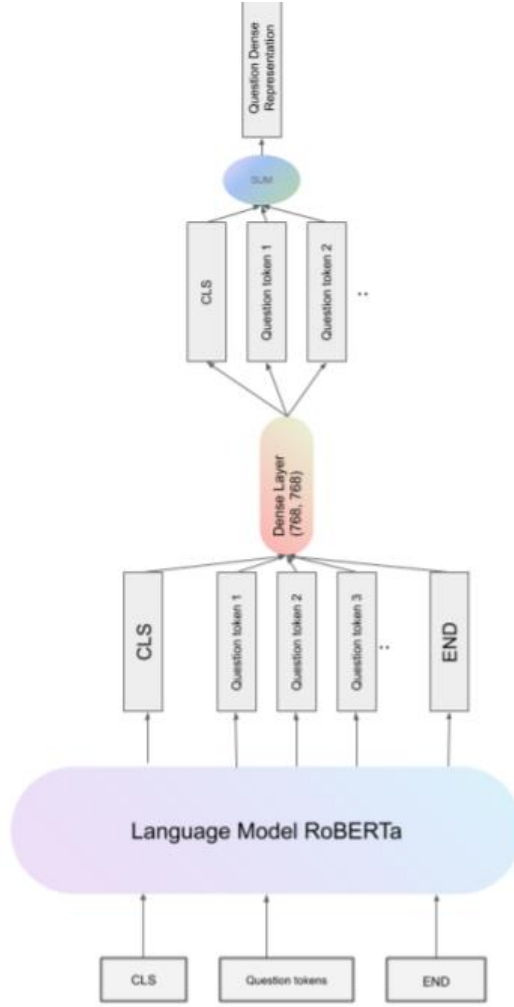 Question Dense
Representation
SUM
CLS
Question token 1
Question token 2
..
Dense Layer
(768, 768)
CLS
Question token 1
Question token 2
Question token 3
..
END
Language Model RoBERTa
CLS
Question tokens
END